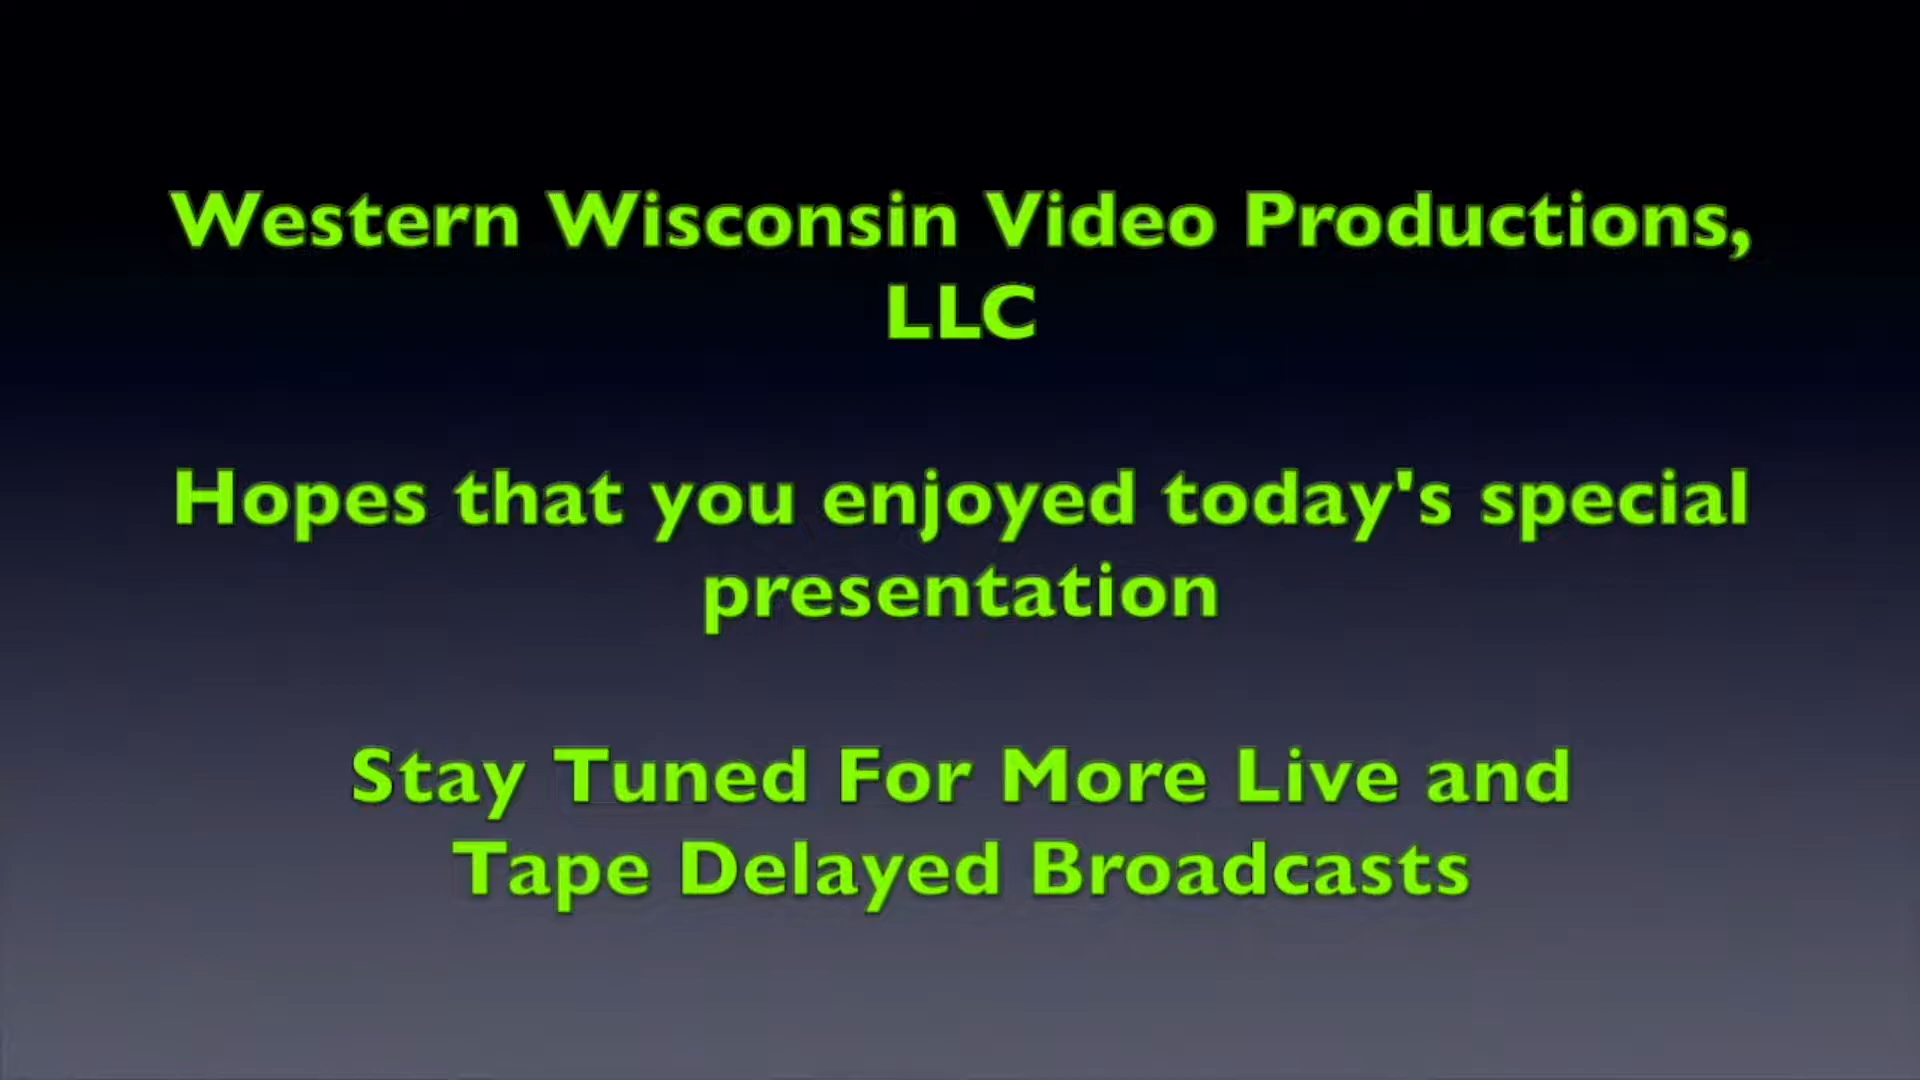 Western Wisconsin Video Productions,
LLC
Hopes that you enjoyed today's special
presentation
Stay Tuned For More Live and
Tape Delayed Broadcasts